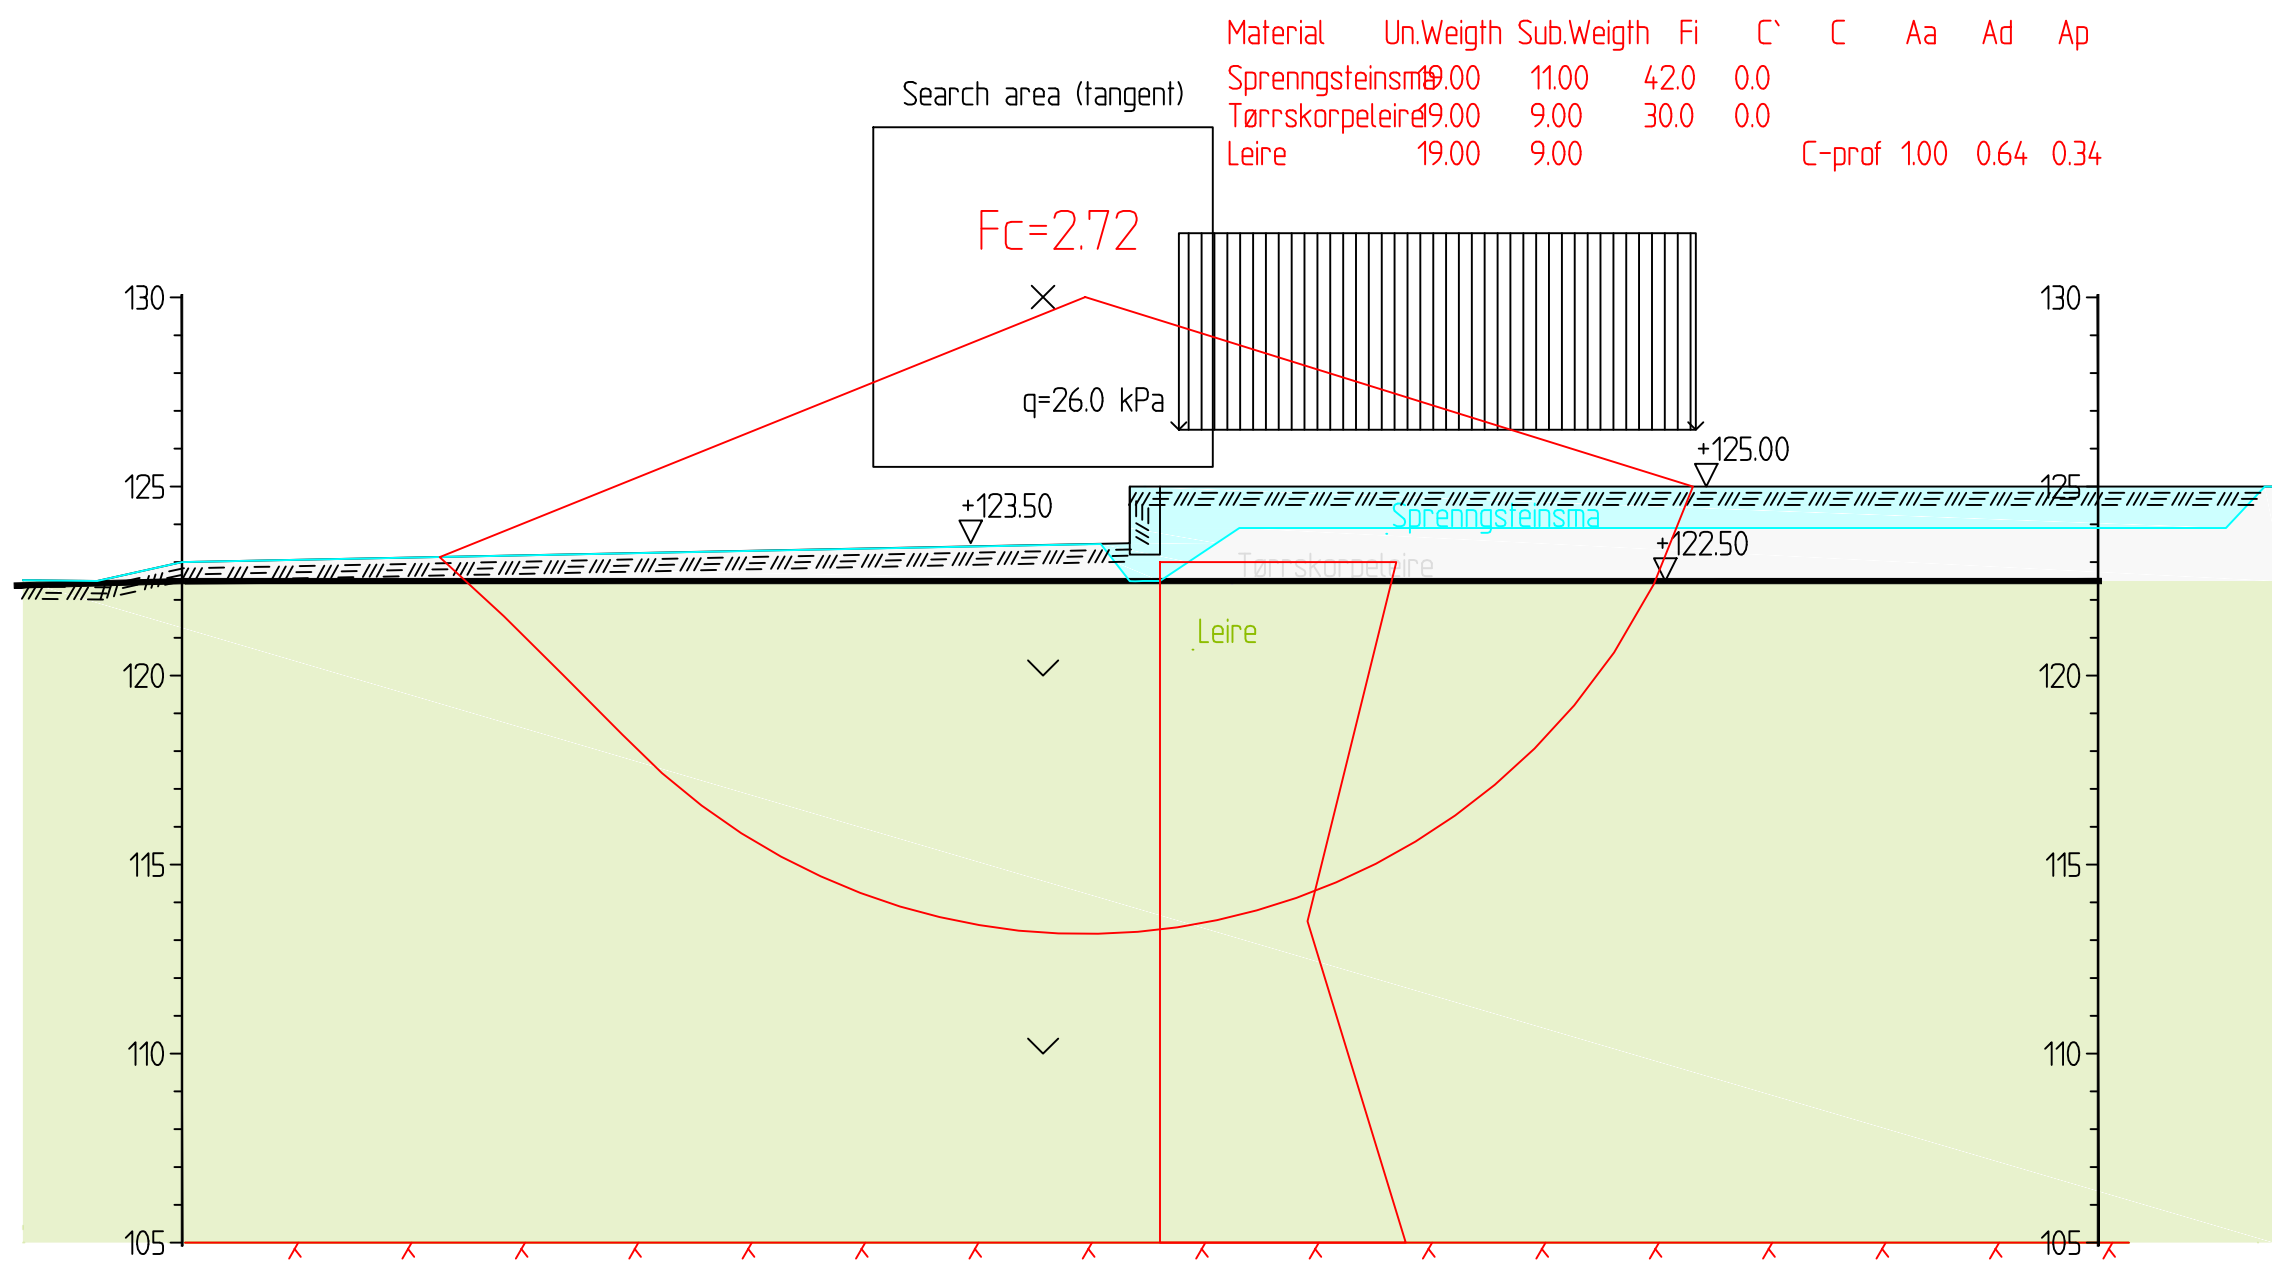 Material Un.Weigth Sub.Weigth Fi C` C Aa Ad Ap
Sprenngsteinsma 19.00 11.00 42.0 0.0
Tørrskorpeleire 19.00 9.00 30.0 0.0
Leire 19.00 9.00 C-prof 1.00 0.64 0.34
Search area (tangent)
Fc=2.72
130 130
q=26.0 kPa
+125.00
125 125
+123.50
Sprenngsteinsma
+122.50
Tørrskorpeleire
Leire
120 120
115 115
110 110
105 105